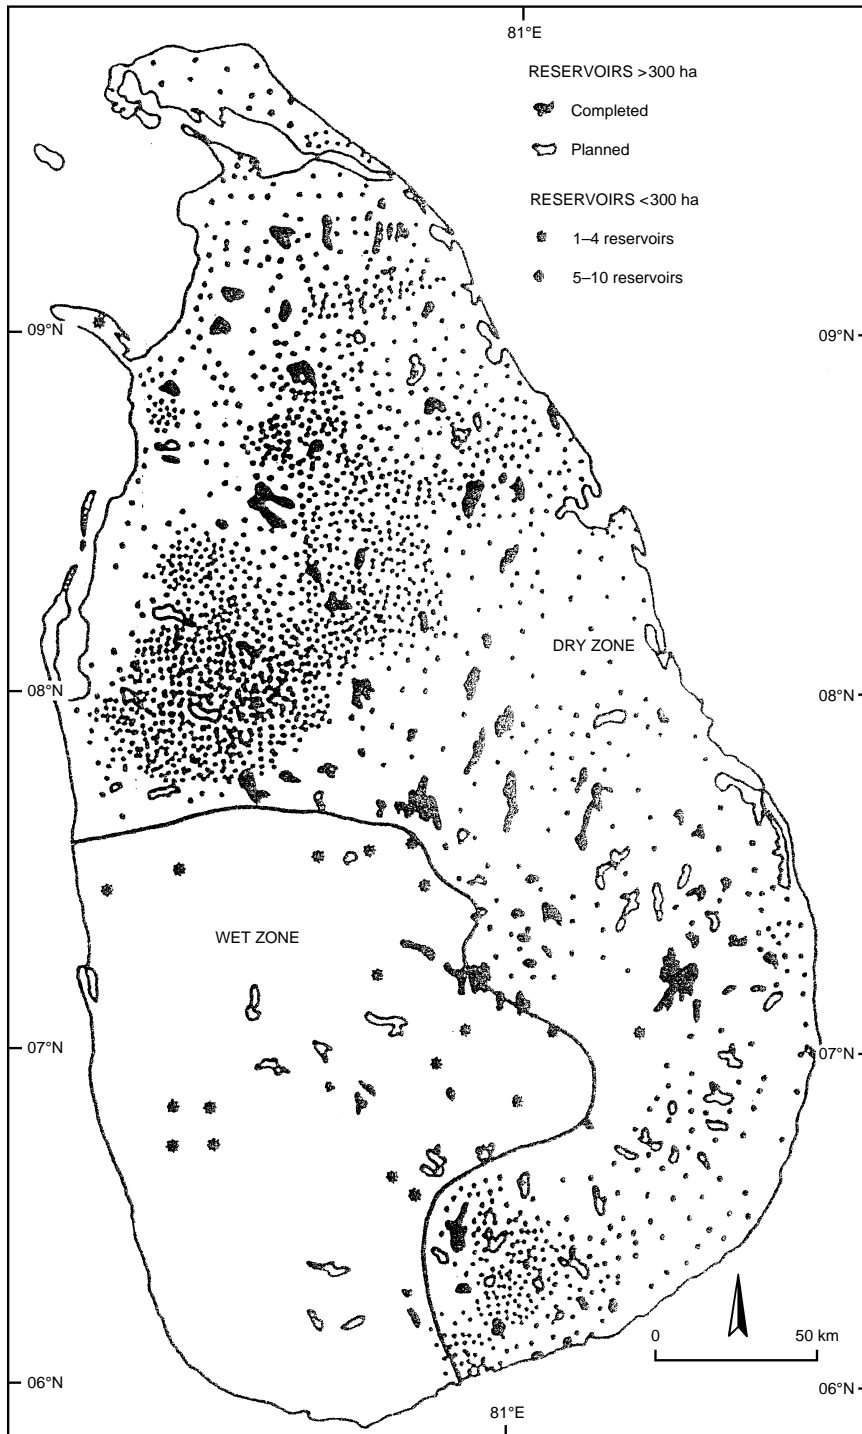 81°E
RESERVOIRS >300 ha
Completed
Planned
RESERVOIRS <300 ha
1–4 reservoirs
5–10 reservoirs
09°N
09°N
DRY ZONE
08°N
08°N
WET ZONE
07°N
07°N
0
50 km
06°N
06°N
81°E